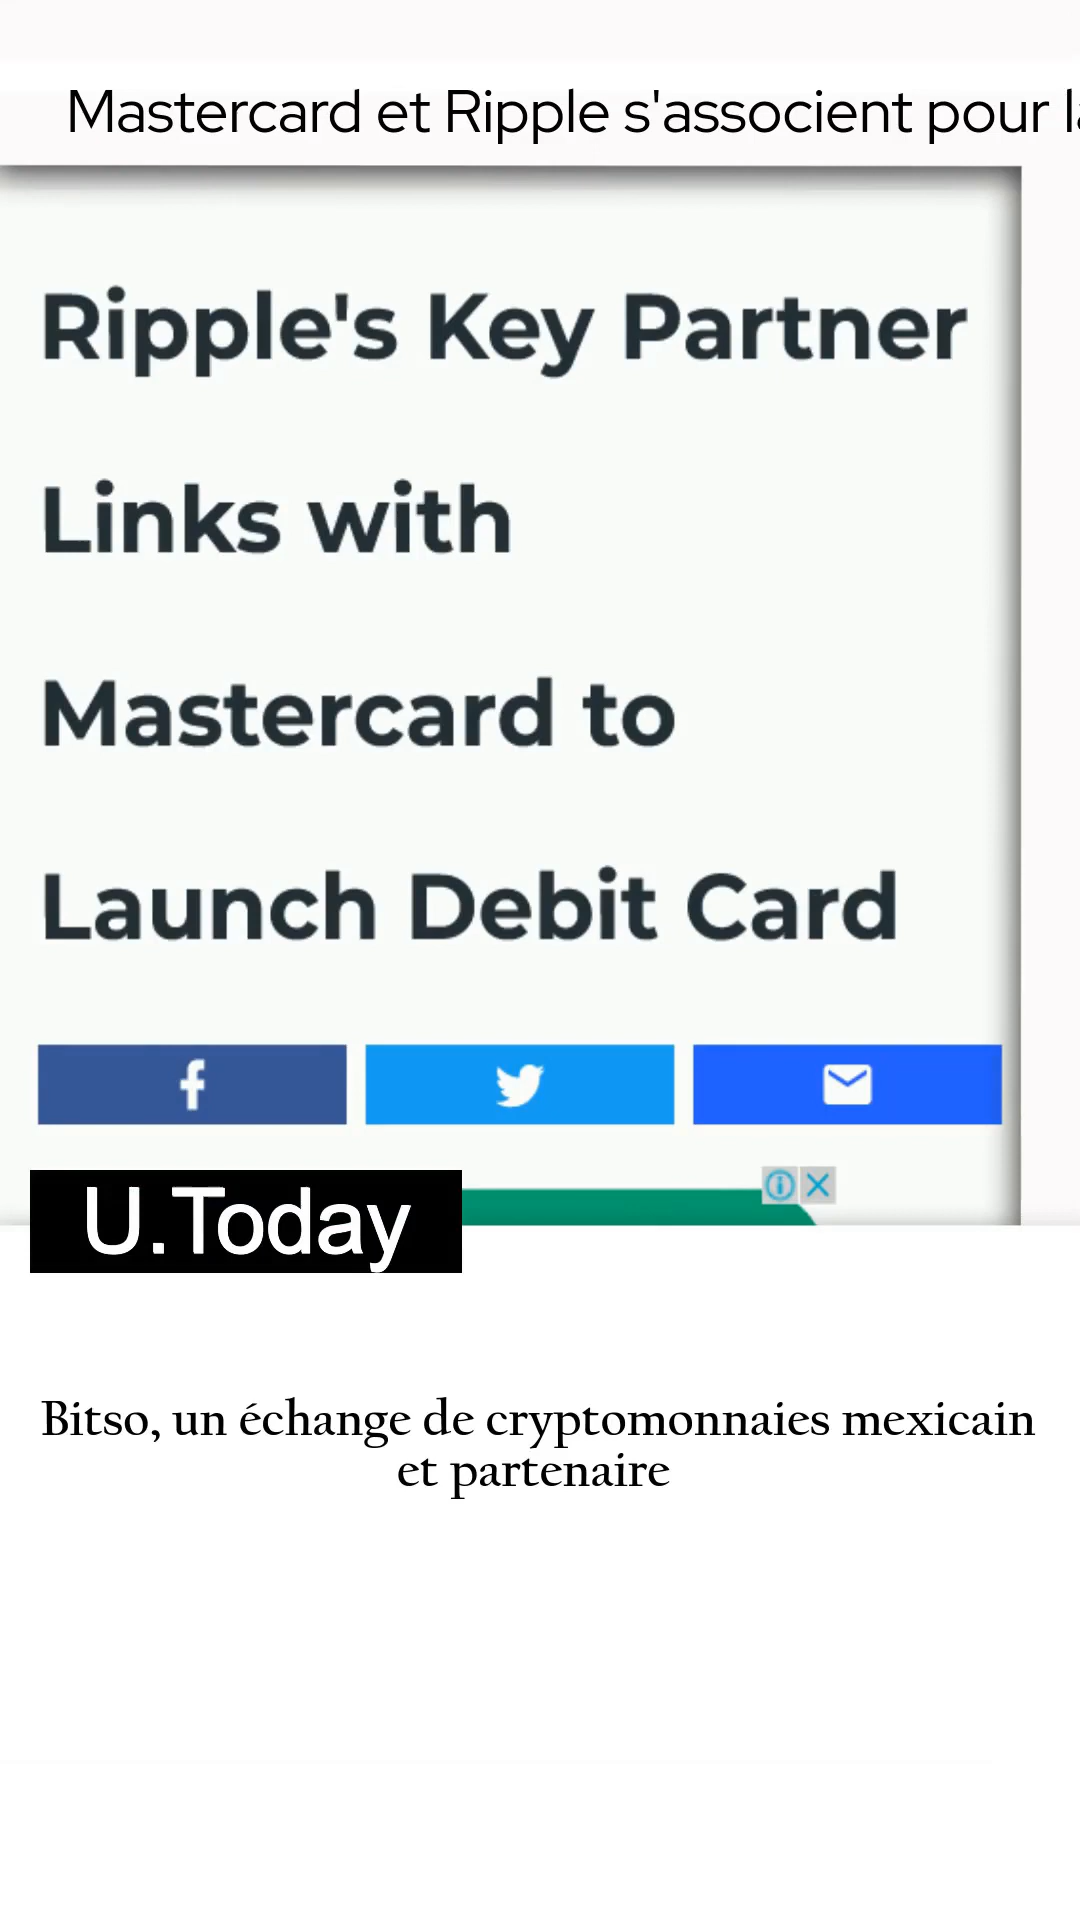 Mastercard et Ripple s'associent pour
Ripple's Key Partner
Links with
Mastercard to
Launch Debit Card
U.Today
Bitso, un échange de cryptomonnaies mexicain
et partenaire